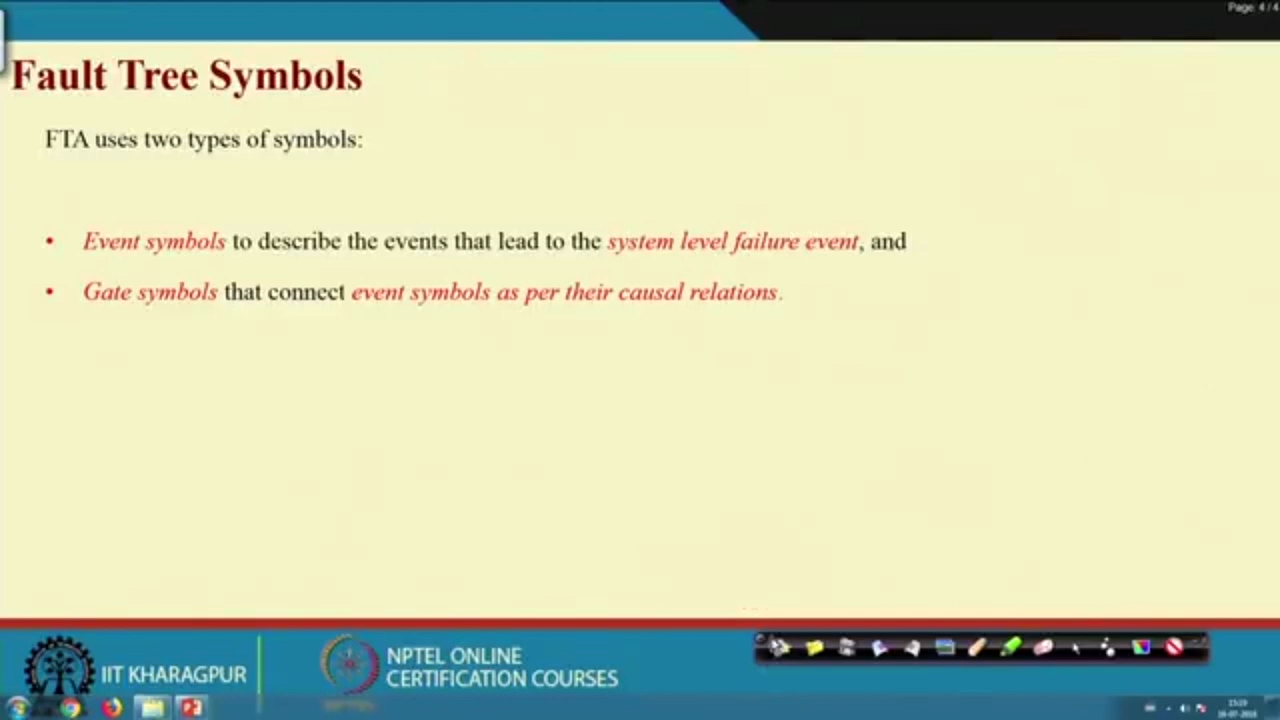 Page: 4 / 4
Fault Tree Symbols
FTA uses two types of symbols:
• Event symbols to describe the events that lead to the system level failure event, and
• Gate symbols that connect event symbols as per their causal relations.
IIT KHARAGPUR
NPTEL ONLINE
CERTIFICATION COURSES